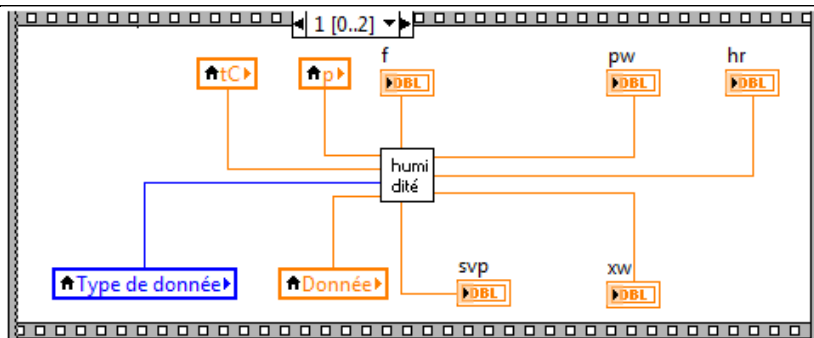 1 [0..2]
f
pw
hr
tC
p
DBL
DBL
DBL
humi
dité
Type de donnée
Donnée
svp
xw
DBL
DBL